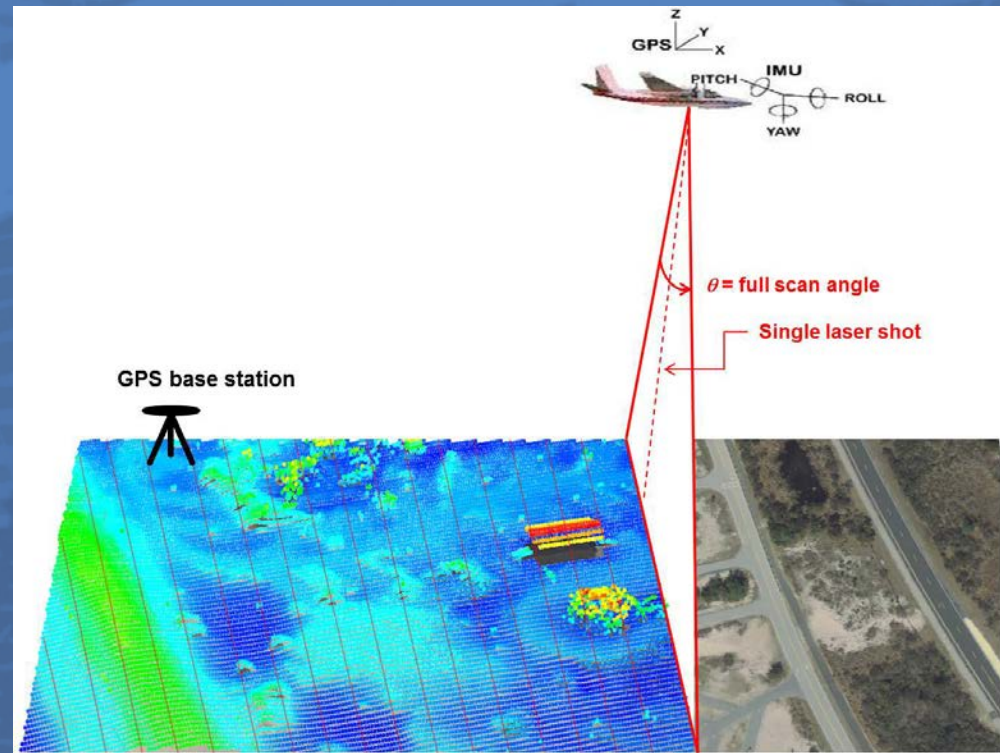 Z
Y
GPS
X
IMU
PITCH
ROLL
YAW
θ = full scan angle
Single laser shot
GPS base station